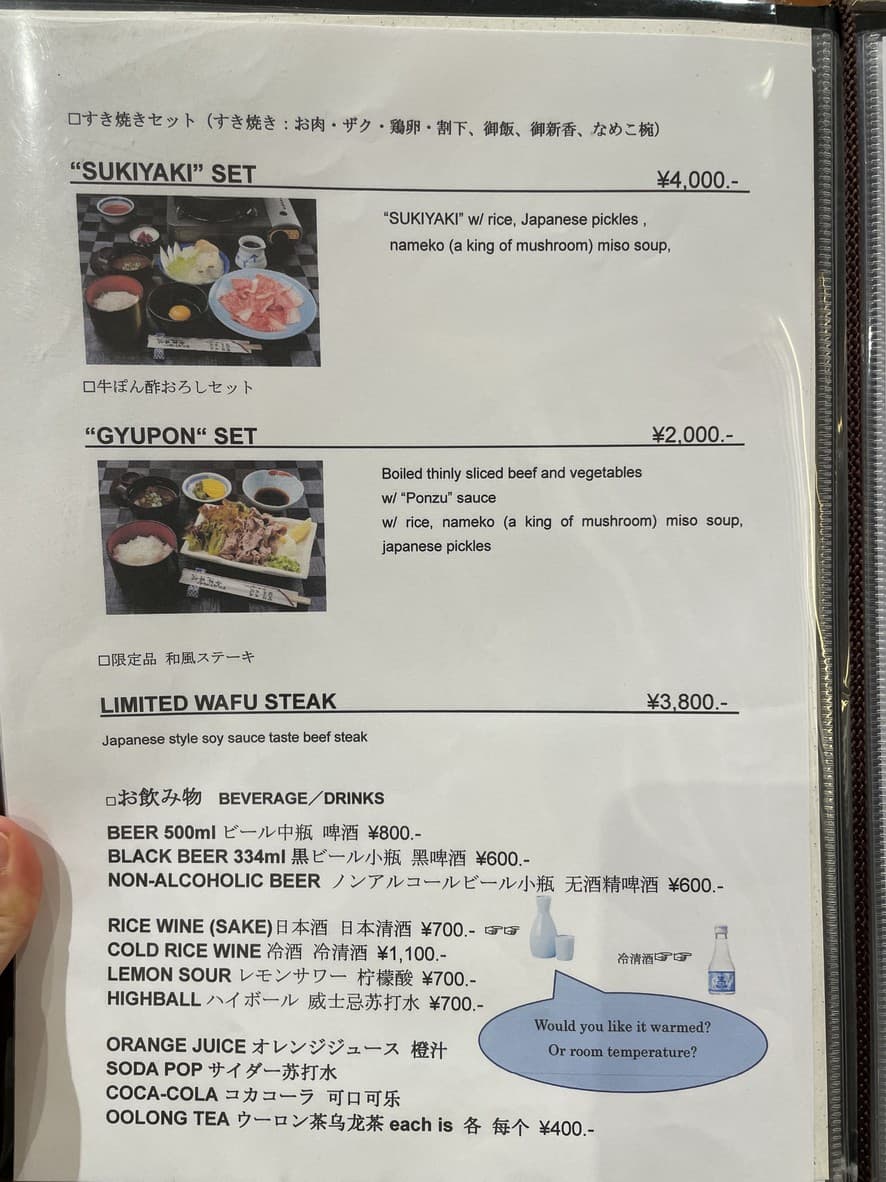 □すき焼きセット（すき焼き：お肉・ザク・鶏卵・割下、御飯、御新香、なめこ椀）
“SUKIYAKI” SET ¥4,000.-
“SUKIYAKI” w/ rice, Japanese pickles ,
nameko (a king of mushroom) miso soup,
□牛ぽん酢おろしセット
“GYUPON“ SET ¥2,000.-
Boiled thinly sliced beef and vegetables
w/ “Ponzu” sauce
w/ rice, nameko (a king of mushroom) miso soup,
japanese pickles
□限定品 和風ステーキ
LIMITED WAFU STEAK ¥3,800.-
Japanese style soy sauce taste beef steak
□お飲み物 BEVERAGE／DRINKS
BEER 500ml ビール中瓶 啤酒 ¥800.-
BLACK BEER 334ml 黒ビール小瓶 黑啤酒 ¥600.-
NON-ALCOHOLIC BEER ノンアルコールビール小瓶 无酒精啤酒 ¥600.-
RICE WINE (SAKE)日本酒 日本清酒 ¥700.- ☞☞
COLD RICE WINE 冷酒 冷清酒 ¥1,100.-
冷清酒☞☞
LEMON SOUR レモンサワー 柠檬酸 ¥700.-
HIGHBALL ハイボール 威士忌苏打水 ¥700.-
Would you like it warmed?
Or room temperature?
ORANGE JUICE オレンジジュース 橙汁
SODA POP サイダー苏打水
COCA-COLA コカコーラ 可口可乐
OOLONG TEA ウーロン茶乌龙茶 each is 各 每个 ¥400.-